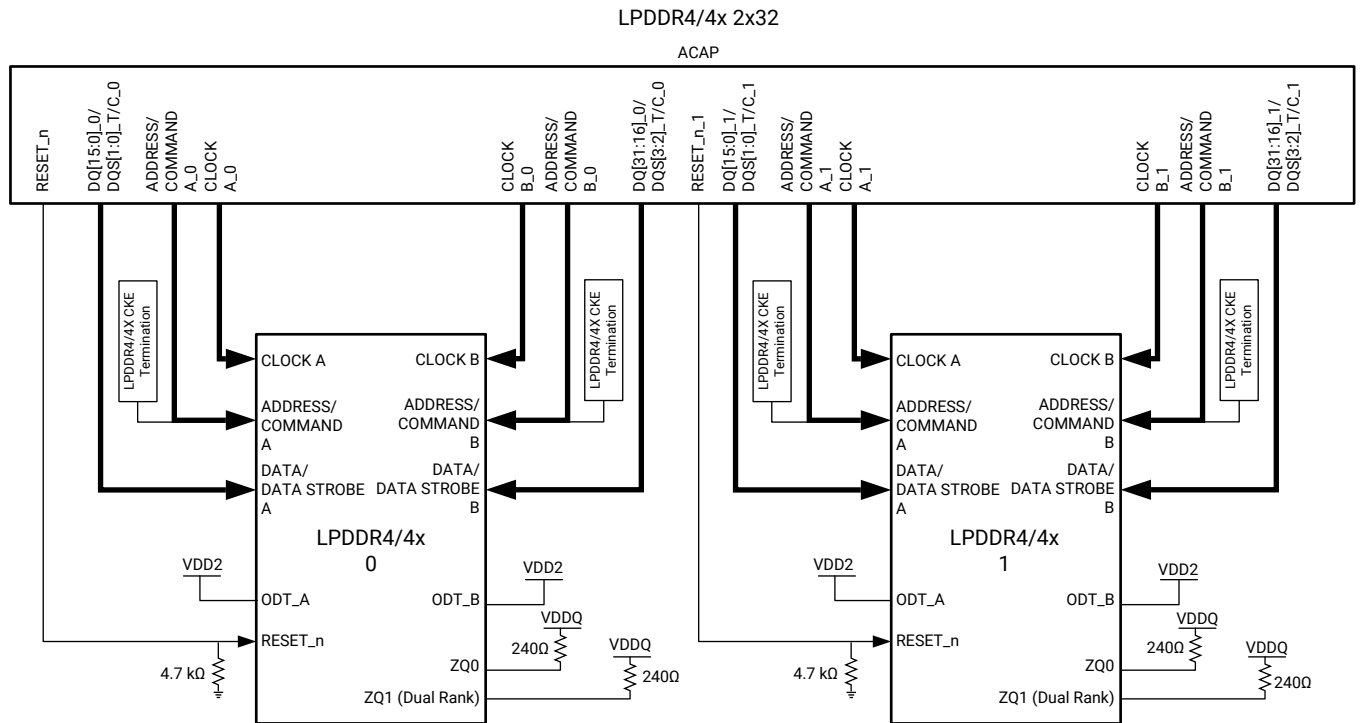 LPDDR4/4x 2x32
ACAP
RESET_n
DQ[15:0]_0/
DQS[1:0]_T/C_0
ADDRESS/
COMMAND
A_0
CLOCK
A_0
CLOCK
B_0
ADDRESS/
COMMAND
B_0
DQ[31:16]_0/
DQS[3:2]_T/C_0
RESET_n_1
DQ[15:0]_1/
DQS[1:0]_T/C_1
ADDRESS/
COMMAND
A_1
CLOCK
A_1
CLOCK
B_1
ADDRESS/
COMMAND
B_1
DQ[31:16]_1/
DQS[3:2]_T/C_1
LPDDR4/4X CKE
Termination
CLOCK A
CLOCK B
ADDRESS/
COMMAND
A
ADDRESS/
COMMAND
B
DATA/
DATA STROBE
A
DATA/
DATA STROBE
B
LPDDR4/4x
0
LPDDR4/4X CKE
Termination
VDD2
ODT_A
ODT_B
VDD2
RESET_n
4.7 kΩ
VDDQ
240Ω
ZQ0
VDDQ
240Ω
ZQ1 (Dual Rank)
LPDDR4/4X CKE
Termination
CLOCK A
CLOCK B
ADDRESS/
COMMAND
A
ADDRESS/
COMMAND
B
DATA/
DATA STROBE
A
DATA/
DATA STROBE
B
LPDDR4/4x
1
LPDDR4/4X CKE
Termination
VDD2
ODT_A
ODT_B
VDD2
RESET_n
4.7 kΩ
VDDQ
240Ω
ZQ0
VDDQ
240Ω
ZQ1 (Dual Rank)